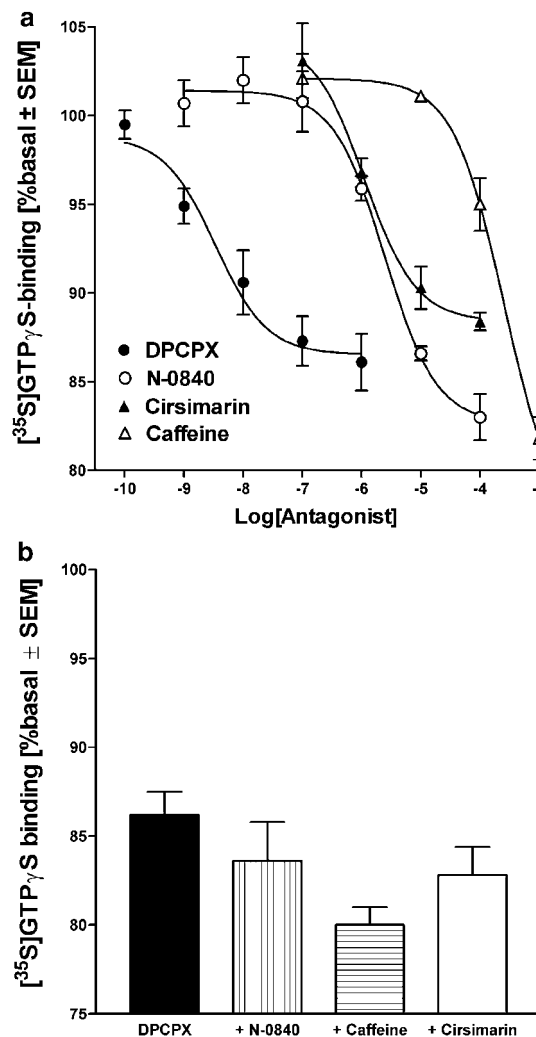 a
[35S]GTPγS-binding [%basal ± SEM]
105
100
95
90
85
80
DPCPX
N-0840
Cirsimarin
Caffeine
-10 -9 -8 -7 -6 -5 -4 -
Log[Antagonist]
b
[35S]GTPγS binding [%basal ± SEM]
100
95
90
85
80
75
DPCPX + N-0840 + Caffeine + Cirsimarin